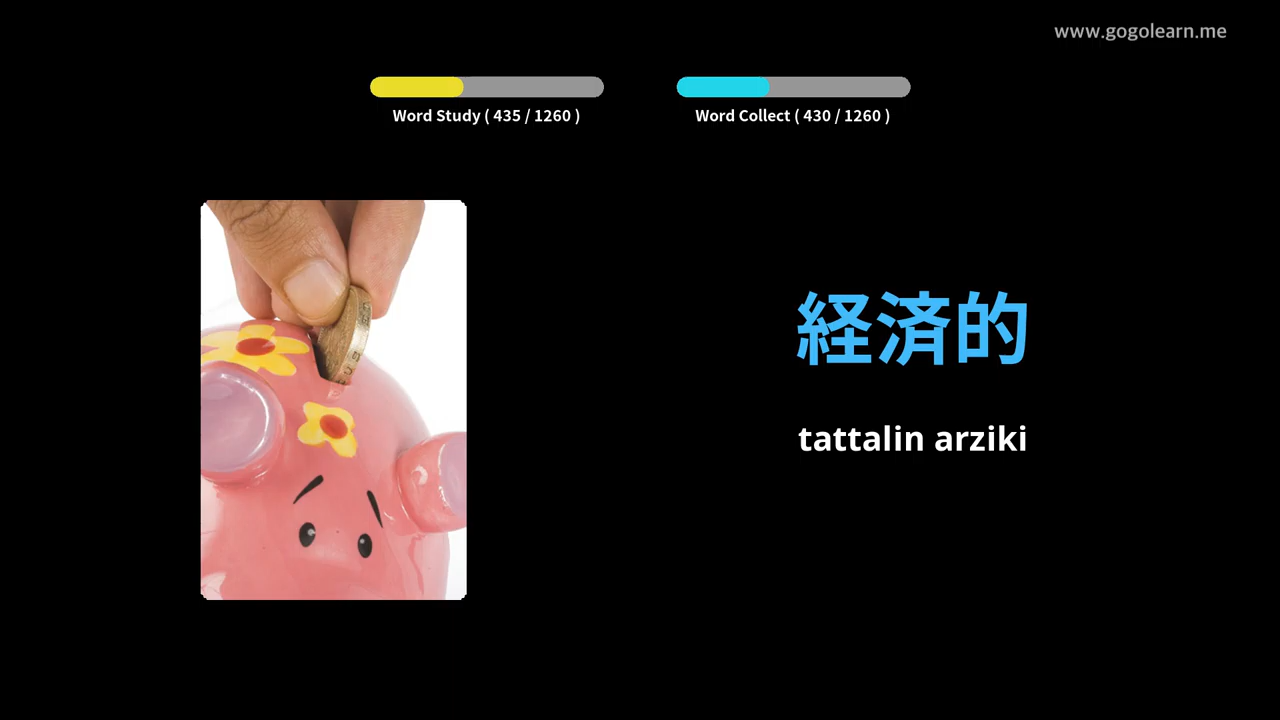 www.gogolearn.me
Word Study ( 435 / 1260 )
Word Collect ( 430 / 1260 )
経済的
tattalin arziki